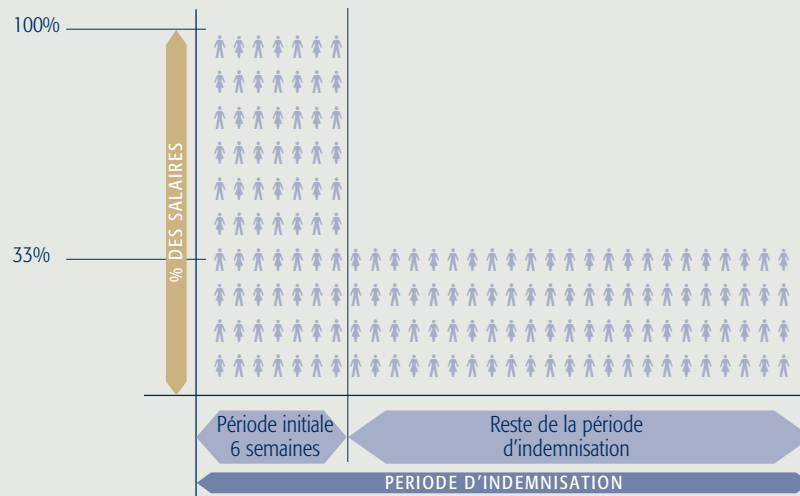 100%
% DES SALAIRES
33%
Période initiale
6 semaines
Reste de la période
d'indemnisation
PERIODE D'INDEMNISATION